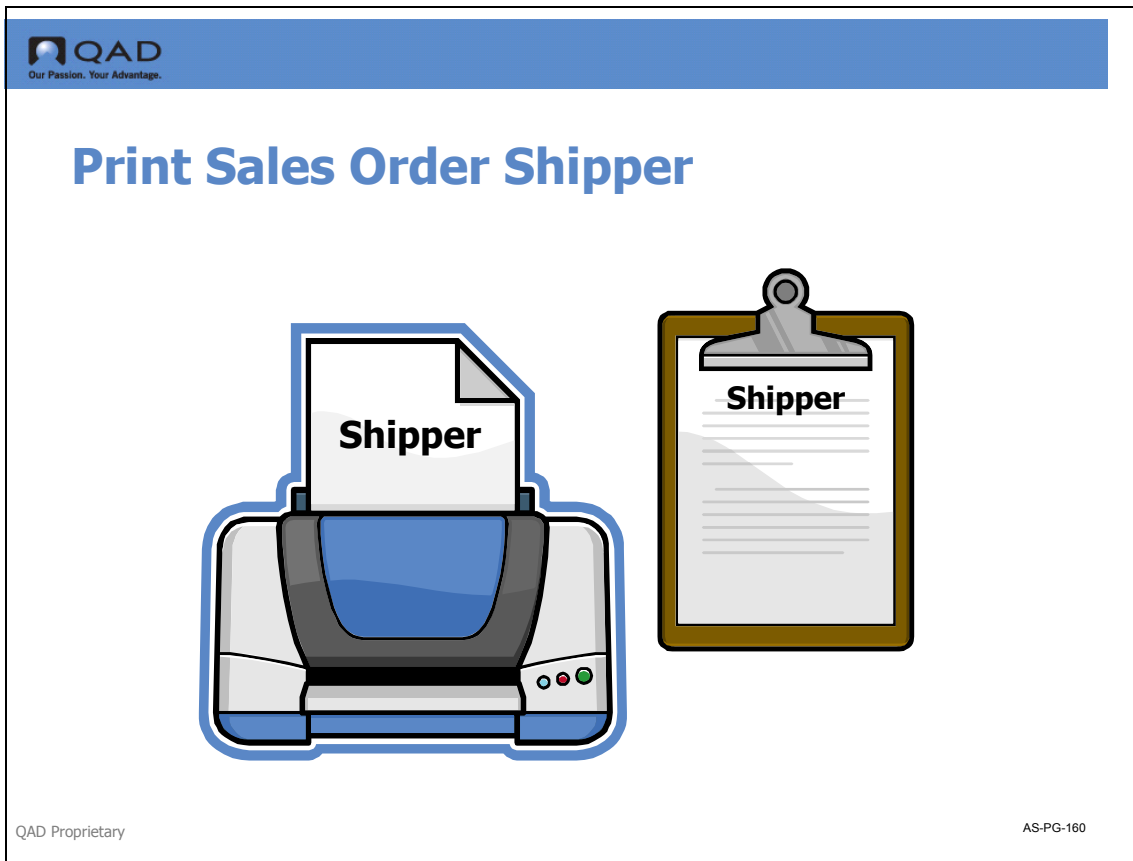 QAD
Our Passion. Your Advantage.
Print Sales Order Shipper
Shipper
Shipper
QAD Proprietary
AS-PG-160